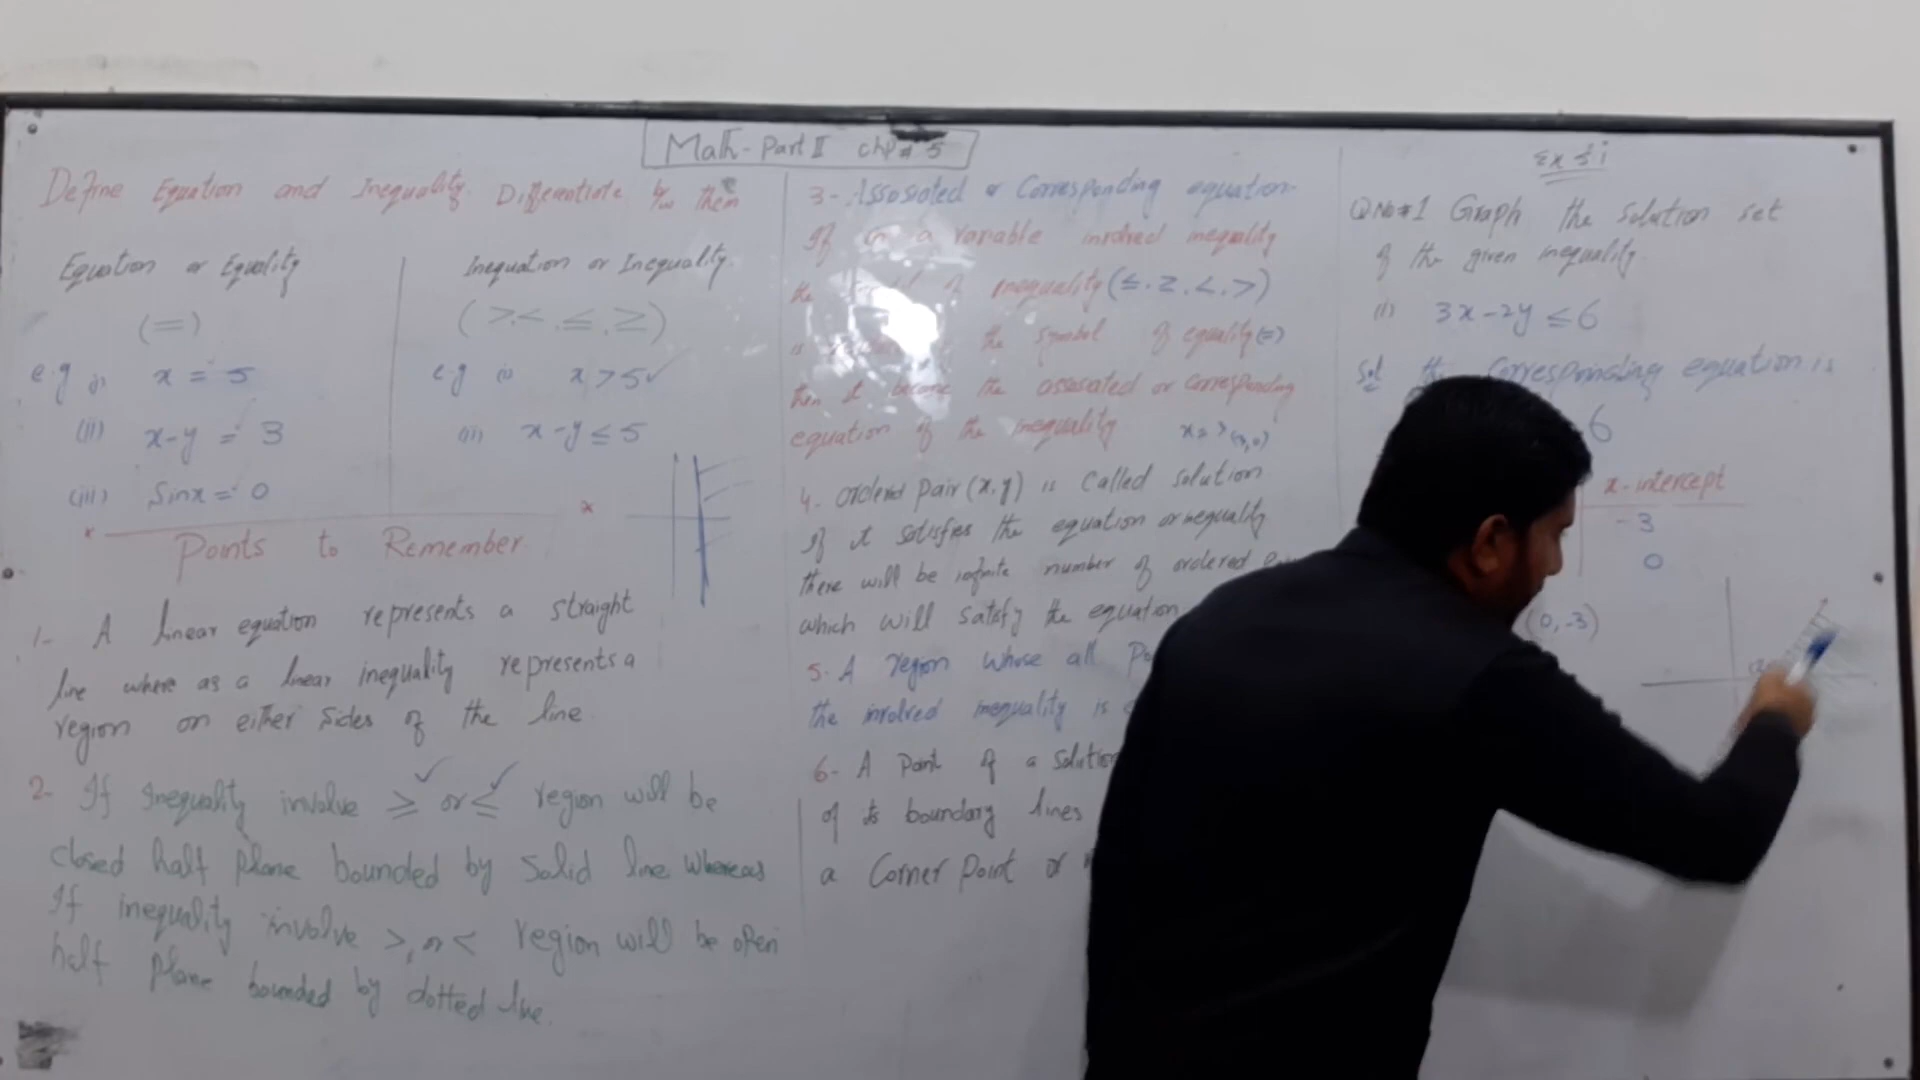 Math - Part II Chp # 5
Define Equation and Inequality. Differentiate b/w them
Equation or Equality
Inequation or Inequality.
(=)
(>.<.≤.≥)
e.g i) x = 5
e.g (i) x > 5 ✓
(ii) x-y = 3
(ii) x-y ≤ 5
(iii) Sinx = 0
Points to Remember
1- A linear equation represents a straight
line where as a linear inequality represents a
region on either sides of the line.
2- If Inequality involve ≥ or ≤ region will be
closed half plane bounded by solid line whereas
If inequality involve >, or < region will be open
half plane bounded by dotted line.
3- Assosiated or Corresponding equation
If in a variable involved inequality
the of inequality (≤.≥.<.>)
is the symbol of equality (=)
then it become the assosiated or corresponding
equation of the inequality x=3 (3,0)
4. ordered pair (x,y) is called solution
If it satisfies the equation or inequality
there will be infinite number of ordered
which will satisfy the equation
5. A region whose all
the involved inequality is
6- A point of a solution
of its boundary lines
a Corner Point or
Ex 5.1
Q No#1 Graph the solution set
of the given inequality.
(i) 3x-2y ≤ 6
Sol the Corresponding equation is
6
x-intercept
-3
0
(0,-3)